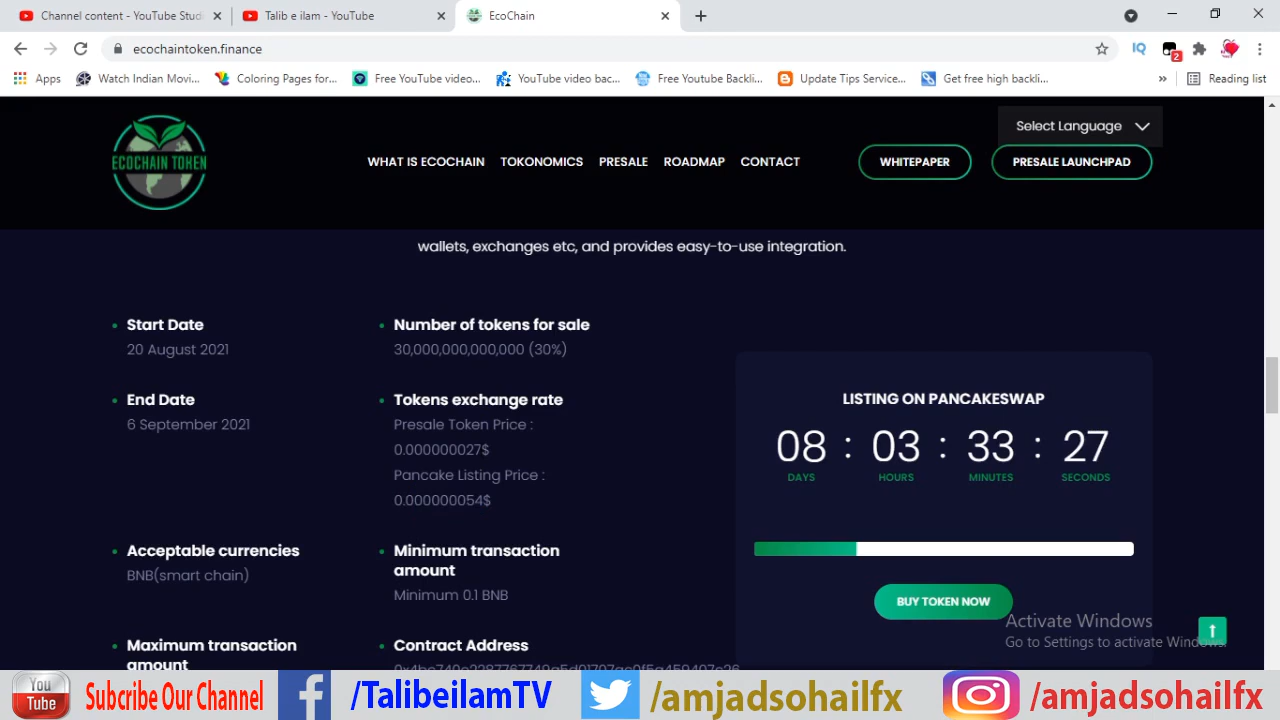 Channel content - YouTube Stud
Talib e ilam - YouTube
EcoChain
ecochaintoken.finance
IQ
2
Apps
Watch Indian Movi...
Coloring Pages for...
Free YouTube video...
YouTube video bac...
Free Youtube Backli...
Update Tips Service...
Get free high backli...
»
Reading list
Select Language
ECOCHAIN TOKEN
WHAT IS ECOCHAIN
TOKONOMICS
PRESALE
ROADMAP
CONTACT
WHITEPAPER
PRESALE LAUNCHPAD
wallets, exchanges etc, and provides easy-to-use integration.
Start Date
20 August 2021
Number of tokens for sale
30,000,000,000,000 (30%)
End Date
6 September 2021
Tokens exchange rate
Presale Token Price :
0.000000027$
Pancake Listing Price :
0.000000054$
LISTING ON PANCAKESWAP
08 : 03 : 33 : 27
DAYS HOURS MINUTES SECONDS
Acceptable currencies
BNB(smart chain)
Minimum transaction
amount
Minimum 0.1 BNB
BUY TOKEN NOW
Maximum transaction
amount
Contract Address
Activate Windows
Go to Settings to activate Windows.
You
Tube
Subcribe Our Channel
/TalibeilamTV
/amjadsohailfx
/amjadsohailfx